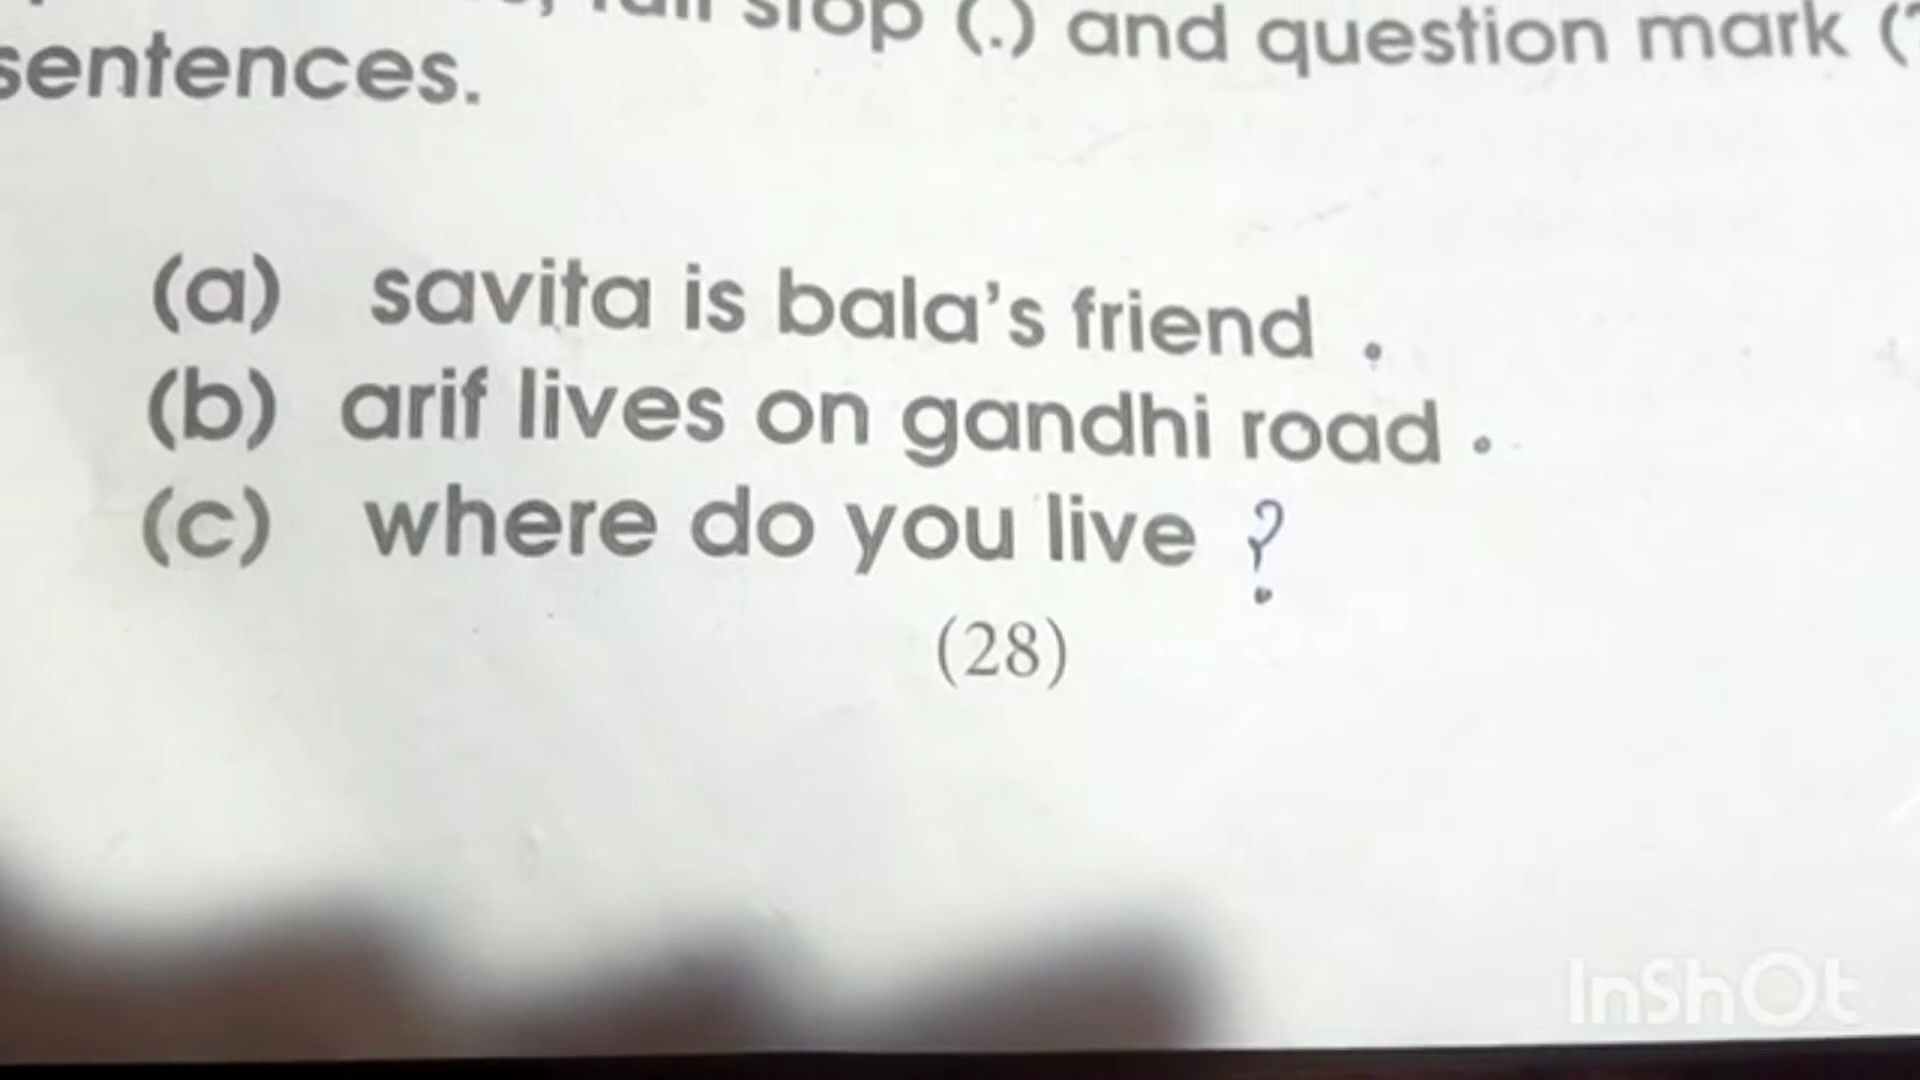 full stop (.) and question mark (?
sentences.
(a) savita is bala's friend .
(b) arif lives on gandhi road .
(c) where do you live ?
(28)
InShOt